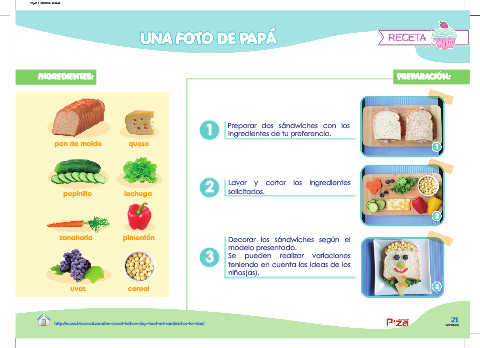 UNA FOTO DE PAPÁ
RECETA
INGREDIENTES:
PREPARACIÓN:
pan de molde
queso
pepinillo
lechuga
zanahoria
pimentón
uvas
cereal
1
Preparar dos sándwiches con los
ingredientes de tu preferencia.
1
2
Lavar y cortar los ingredientes
solicitados.
2
3
Decorar los sándwiches según el
modelo presentado.
Se pueden realizar variaciones
teniendo en cuenta las ideas de los
niños(as).
3
21